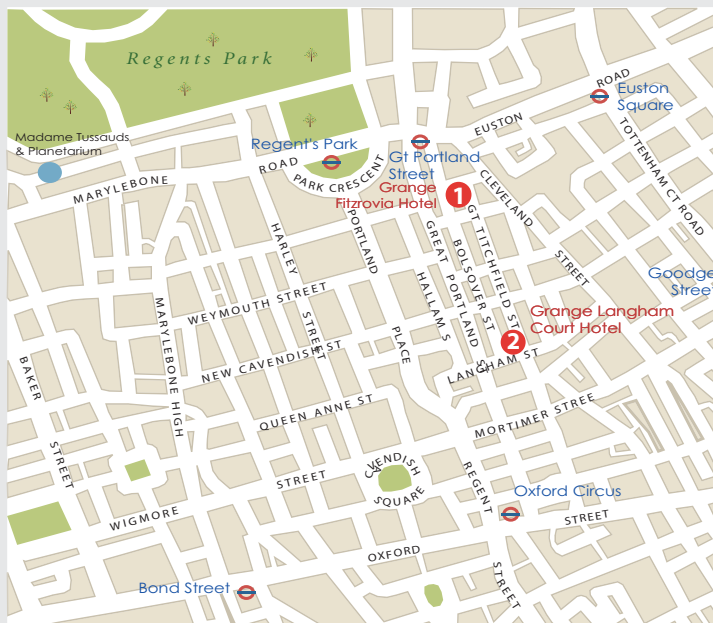 Regents Park
ROAD
Euston
Square
EUSTON
Madame Tussauds
& Planetarium
Regent's Park
Gt Portland
Street
TOTTENHAM CT ROAD
MARYLEBONE
ROAD
PARK CRESCENT
Grange
Fitzrovia Hotel
1
CLEVELAND
STREET
PORTLAND
PLACE
HARLEY
STREET
GREAT PORTLAND ST
BOLSOVER ST
GT TITCHFIELD ST
HALLAM S
Goodge
Stree
WEYMOUTH STREET
Grange Langham
Court Hotel
2
MARYLEBONE HIGH
NEW CAVENDISH ST
LANGHAM ST
BAKER
STREET
QUEEN ANNE ST
MORTIMER STREE
CVENDISH
SQUARE
WIGMORE
STREET
REGENT
STREET
Oxford Circus
OXFORD
STREET
Bond Street